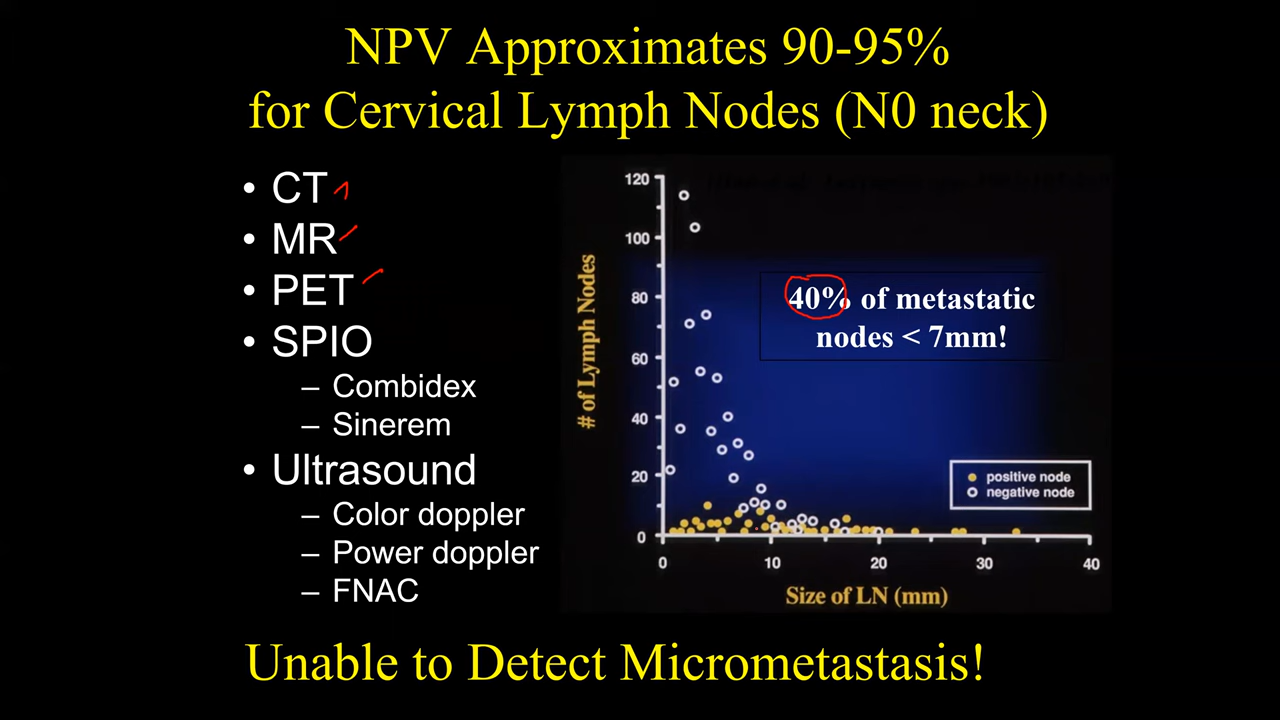 NPV Approximates 90-95%
for Cervical Lymph Nodes (N0 neck)
• CT
• MR
• PET
• SPIO
– Combidex
– Sinerem
• Ultrasound
– Color doppler
– Power doppler
– FNAC
120
100
80
60
40
20
0
# of Lymph Nodes
40% of metastatic
nodes < 7mm!
positive node
negative node
0 10 20 30 40
Size of LN (mm)
Unable to Detect Micrometastasis!